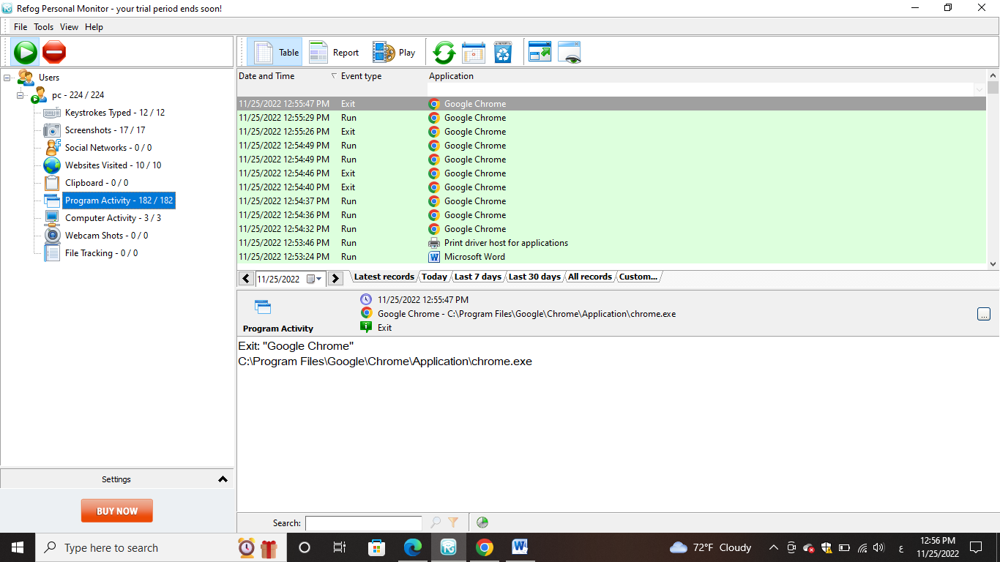 Refog Personal Monitor - your trial period ends soon!
File Tools View Help
Table Report Play
Users
pc - 224 / 224
Keystrokes Typed - 12 / 12
Screenshots - 17 / 17
Social Networks - 0 / 0
Websites Visited - 10 / 10
Clipboard - 0 / 0
Program Activity - 182 / 182
Computer Activity - 3 / 3
Webcam Shots - 0 / 0
File Tracking - 0 / 0
Settings
BUY NOW
Date and Time Event type Application
11/25/2022 12:55:47 PM Exit Google Chrome
11/25/2022 12:55:29 PM Run Google Chrome
11/25/2022 12:55:26 PM Exit Google Chrome
11/25/2022 12:54:49 PM Run Google Chrome
11/25/2022 12:54:49 PM Run Google Chrome
11/25/2022 12:54:46 PM Exit Google Chrome
11/25/2022 12:54:40 PM Exit Google Chrome
11/25/2022 12:54:37 PM Run Google Chrome
11/25/2022 12:54:36 PM Run Google Chrome
11/25/2022 12:54:32 PM Run Google Chrome
11/25/2022 12:53:46 PM Run Print driver host for applications
11/25/2022 12:53:24 PM Run Microsoft Word
11/25/2022 Latest records Today Last 7 days Last 30 days All records Custom...
11/25/2022 12:55:47 PM
Google Chrome - C:\Program Files\Google\Chrome\Application\chrome.exe
Program Activity Exit
...
Exit: "Google Chrome"
C:\Program Files\Google\Chrome\Application\chrome.exe
Search:
Type here to search
72°F Cloudy
ع
12:56 PM
11/25/2022